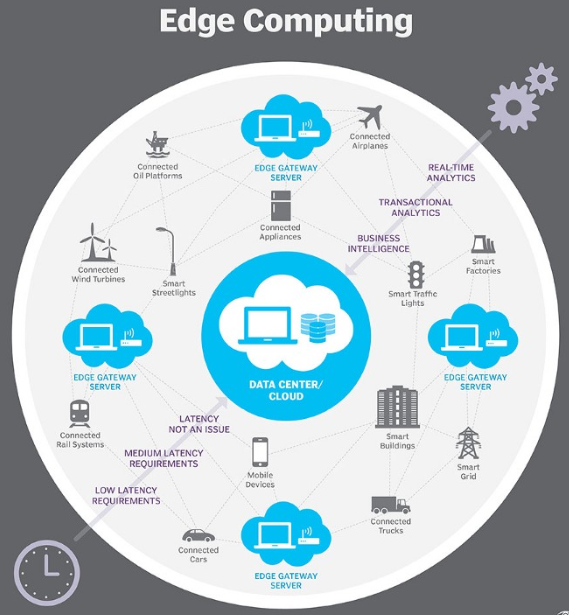 Edge Computing
Connected
Airplanes
Connected
Oil Platforms
EDGE GATEWAY
SERVER
REAL-TIME
ANALYTICS
TRANSACTIONAL
ANALYTICS
Connected
Appliances
BUSINESS
INTELLIGENCE
Connected
Wind Turbines
Smart
Streetlights
Smart
Factories
Smart Traffic
Lights
EDGE GATEWAY
SERVER
DATA CENTER/
CLOUD
EDGE GATEWAY
SERVER
Connected
Rail Systems
LATENCY
NOT AN ISSUE
Smart
Buildings
MEDIUM LATENCY
REQUIREMENTS
Mobile
Devices
Smart
Grid
LOW LATENCY
REQUIREMENTS
Connected
Trucks
Connected
Cars
EDGE GATEWAY
SERVER